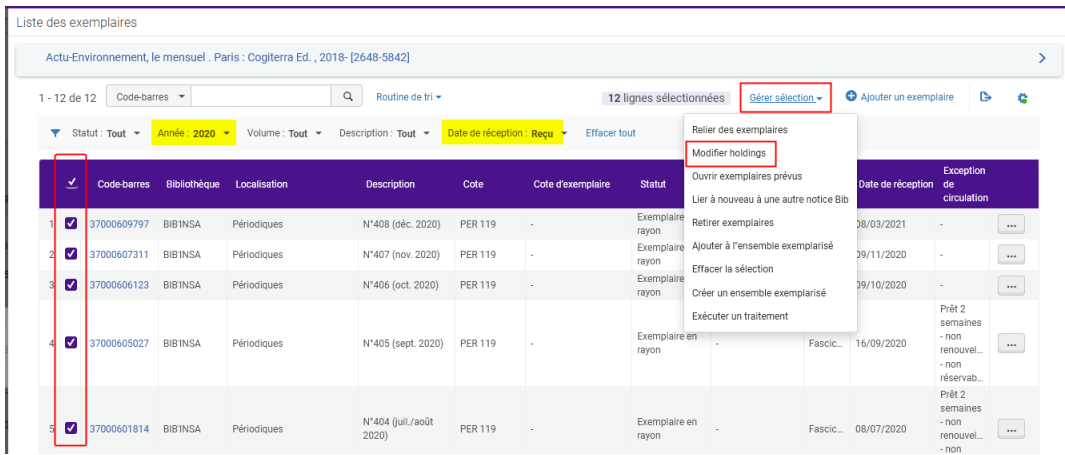 Liste des exemplaires
Actu-Environnement, le mensuel . Paris : Cogiterra Ed. , 2018- [2648-5842]
1 - 12 de 12 Code-barres Routine de tri 12 lignes sélectionnées Gérer sélection Ajouter un exemplaire
Statut : Tout Année : 2020 Volume : Tout Description : Tout Date de réception : Reçu Effacer tout
Relier des exemplaires
Modifier holdings
Ouvrir exemplaires prévus
Lier à nouveau à une autre notice Bib
Retirer exemplaires
Ajouter à l'ensemble exemplarisé
Effacer la sélection
Créer un ensemble exemplarisé
Exécuter un traitement
Code-barres Bibliothèque Localisation Description Cote Cote d'exemplaire Statut Date de réception Exception de circulation
1 37000609797 BIB'INSA Périodiques N°408 (déc. 2020) PER 119 - Exemplaire rayon 08/03/2021 - ...
2 37000607311 BIB'INSA Périodiques N°407 (nov. 2020) PER 119 - Exemplaire rayon 09/11/2020 - ...
3 37000606123 BIB'INSA Périodiques N°406 (oct. 2020) PER 119 - Exemplaire rayon 09/10/2020 - ...
4 37000605027 BIB'INSA Périodiques N°405 (sept. 2020) PER 119 - Exemplaire en rayon - Fascic... 16/09/2020 Prêt 2 semaines - non renouvel... - non réservab... ...
5 37000601814 BIB'INSA Périodiques N°404 (juil./août 2020) PER 119 - Exemplaire en rayon - Fascic... 08/07/2020 Prêt 2 semaines - non renouvel... - non ...